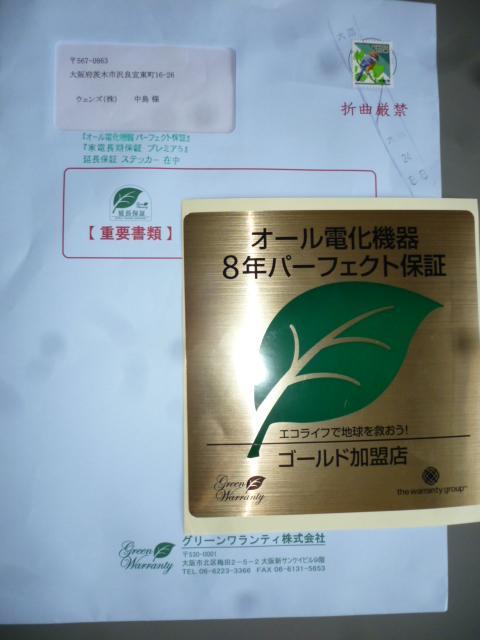 〒567-0863
大阪府茨木市沢良宜東町16-26
ウェンズ(株) 中島 様
折曲厳禁
『オール電化機器 パーフェクト保証』
『家電長期保証 プレミア5』
延長保証 ステッカー 在中
延長保証
【 重要書類 】
オール電化機器
8年パーフェクト保証
エコライフで地球を救おう!
ゴールド加盟店
Green Warranty
the warranty group
Green Warranty
グリーンワランティ株式会社
〒530-0001
大阪市北区梅田2-5-2 大阪新サンケイビル9階
TEL 06-6223-3366 FAX 06-6131-5653